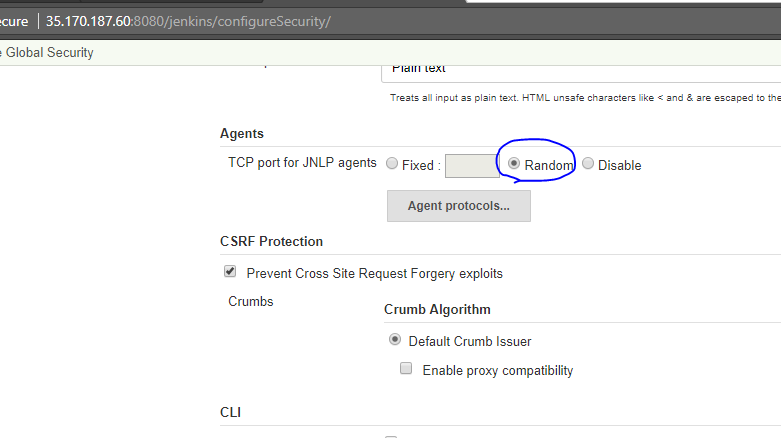 ecure | 35.170.187.60:8080/jenkins/configureSecurity/
e Global Security
Plain text
Treats all input as plain text. HTML unsafe characters like < and & are escaped to the
Agents
TCP port for JNLP agents Fixed : Random Disable
Agent protocols...
CSRF Protection
Prevent Cross Site Request Forgery exploits
Crumbs
Crumb Algorithm
Default Crumb Issuer
Enable proxy compatibility
CLI